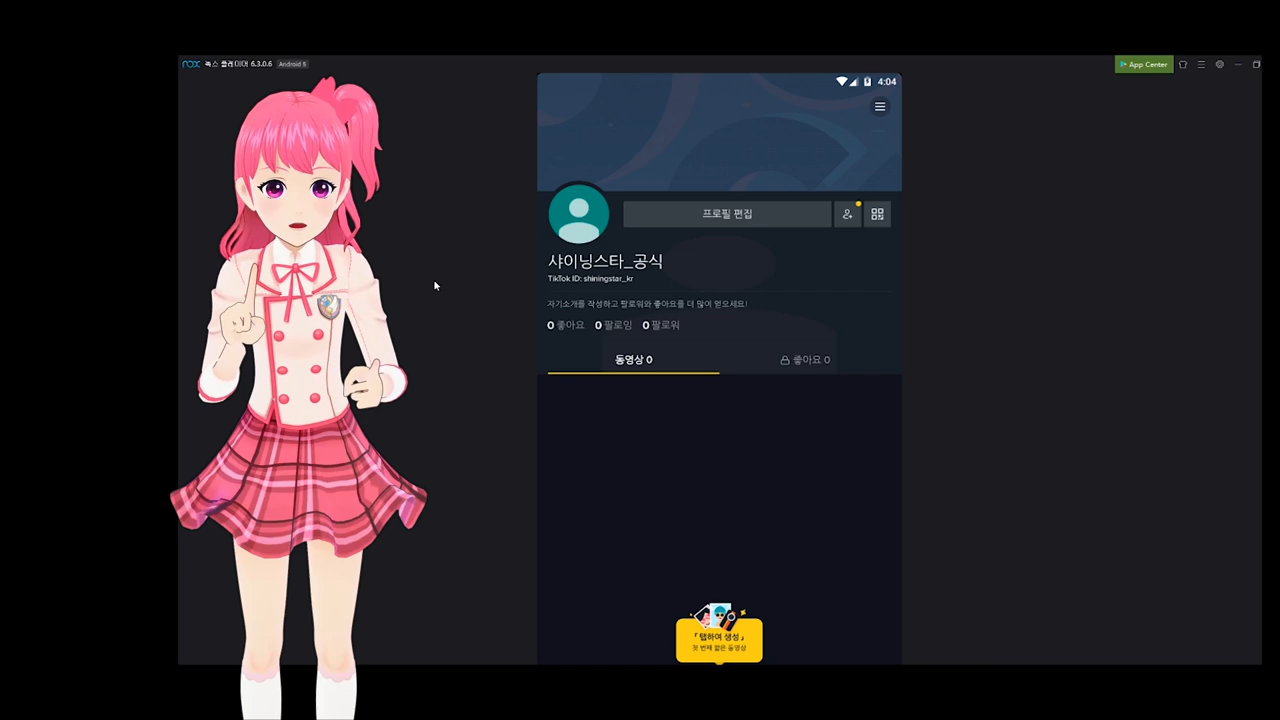 nox 녹스 플레이어 6.3.0.6 Android 5
App Center
4:04
프로필 편집
샤이닝스타_공식
TikTok ID: shiningstar_kr
자기소개를 작성하고 팔로워와 좋아요를 더 많이 얻으세요!
0 좋아요 0 팔로잉 0 팔로워
동영상 0 좋아요 0
「탭하여 생성」
첫 번째 짧은 동영상